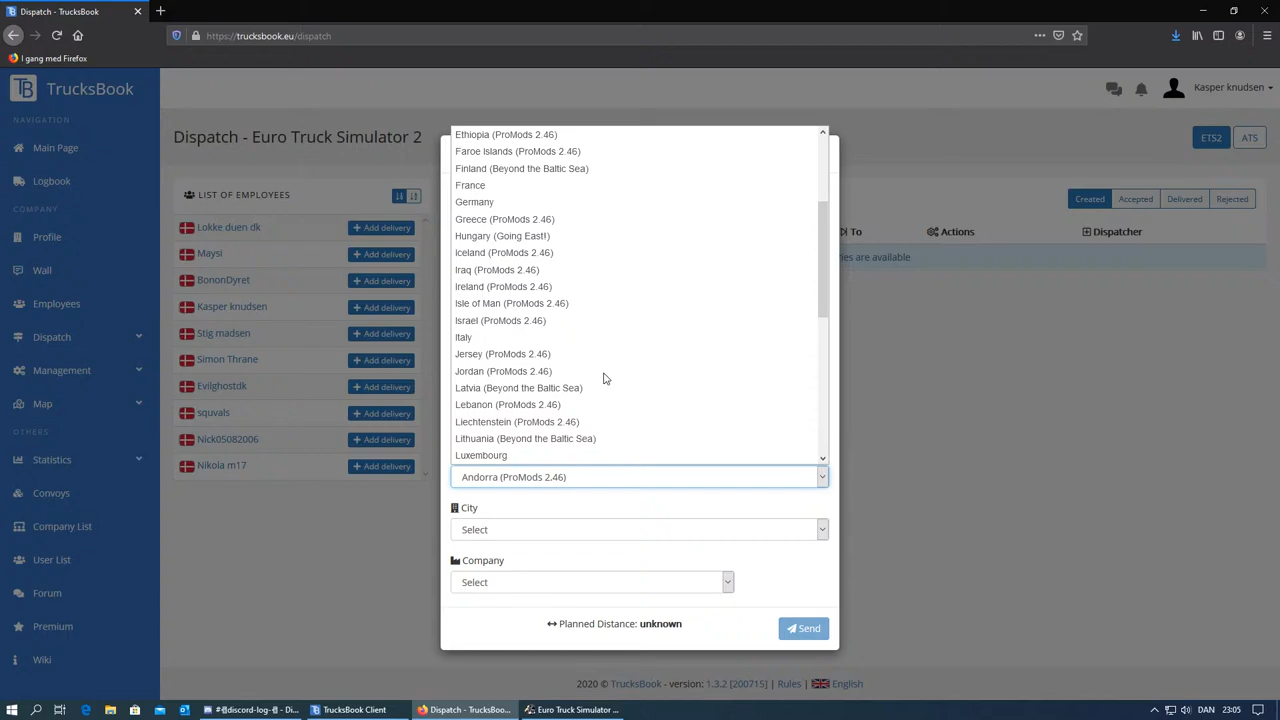 Dispatch - TrucksBook
https://trucksbook.eu/dispatch
I gang med Firefox
TB TrucksBook
Kasper knudsen
NAVIGATION
Main Page
Logbook
COMPANY
Profile
Wall
Employees
Dispatch
Management
Map
OTHERS
Statistics
Convoys
Company List
User List
Forum
Premium
Wiki
Dispatch - Euro Truck Simulator 2
ETS2 ATS
LIST OF EMPLOYEES
Lokke duen dk Add delivery
Maysi Add delivery
BononDyret Add delivery
Kasper knudsen Add delivery
Stig madsen Add delivery
Simon Thrane Add delivery
Evilghostdk Add delivery
squvals Add delivery
Nick05082006 Add delivery
Nikola m17 Add delivery
Ethiopia (ProMods 2.46)
Faroe Islands (ProMods 2.46)
Finland (Beyond the Baltic Sea)
France
Germany
Greece (ProMods 2.46)
Hungary (Going East!)
Iceland (ProMods 2.46)
Iraq (ProMods 2.46)
Ireland (ProMods 2.46)
Isle of Man (ProMods 2.46)
Israel (ProMods 2.46)
Italy
Jersey (ProMods 2.46)
Jordan (ProMods 2.46)
Latvia (Beyond the Baltic Sea)
Lebanon (ProMods 2.46)
Liechtenstein (ProMods 2.46)
Lithuania (Beyond the Baltic Sea)
Luxembourg
Andorra (ProMods 2.46)
City
Select
Company
Select
Planned Distance: unknown
Send
Created Accepted Delivered Rejected
To Actions Dispatcher
ries are available
2020 © TrucksBook - version: 1.3.2 [200715] | Rules | English
#📋discord-log-📋 - Di... TrucksBook Client Dispatch - TrucksBo... Euro Truck Simulator ... DAN 23:05